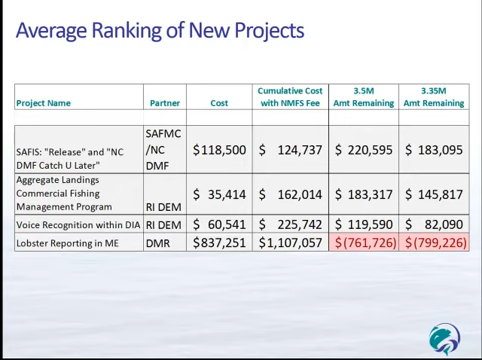 Average Ranking of New Projects
Cumulative Cost 3.5M 3.35M
Project Name Partner Cost with NMFS Fee Amt Remaining Amt Remaining
SAFMC
/NC
DMF
SAFIS: "Release" and "NC
DMF Catch U Later"
$118,500 $ 124,737 $ 220,595 $ 183,095
Aggregate Landings
Commercial Fishing
Management Program RI DEM $ 35,414 $ 162,014 $ 183,317 $ 145,817
Voice Recognition within DIA RI DEM $ 60,541 $ 225,742 $ 119,590 $ 82,090
Lobster Reporting in ME DMR $837,251 $1,107,057 $(761,726) $(799,226)